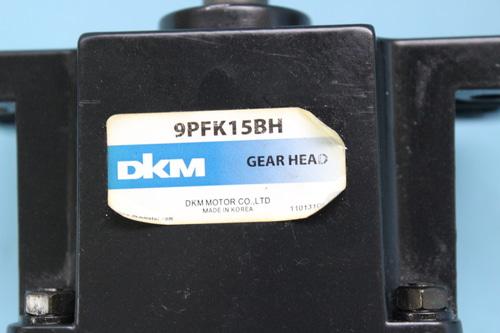 9PFK15BH
DKM GEAR HEAD
DKM MOTOR CO.,LTD
MADE IN KOREA